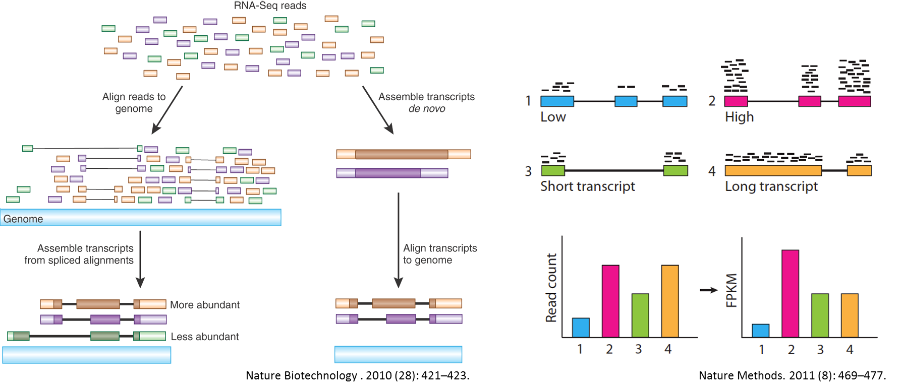 RNA-Seq reads
Align reads to
genome
Assemble transcripts
de novo
Genome
Assemble transcripts
from spliced alignments
Align transcripts
to genome
More abundant
Less abundant
Nature Biotechnology . 2010 (28): 421–423.
1
Low
2
High
3
Short transcript
4
Long transcript
Read count
1 2 3 4
FPKM
1 2 3 4
Nature Methods. 2011 (8): 469–477.